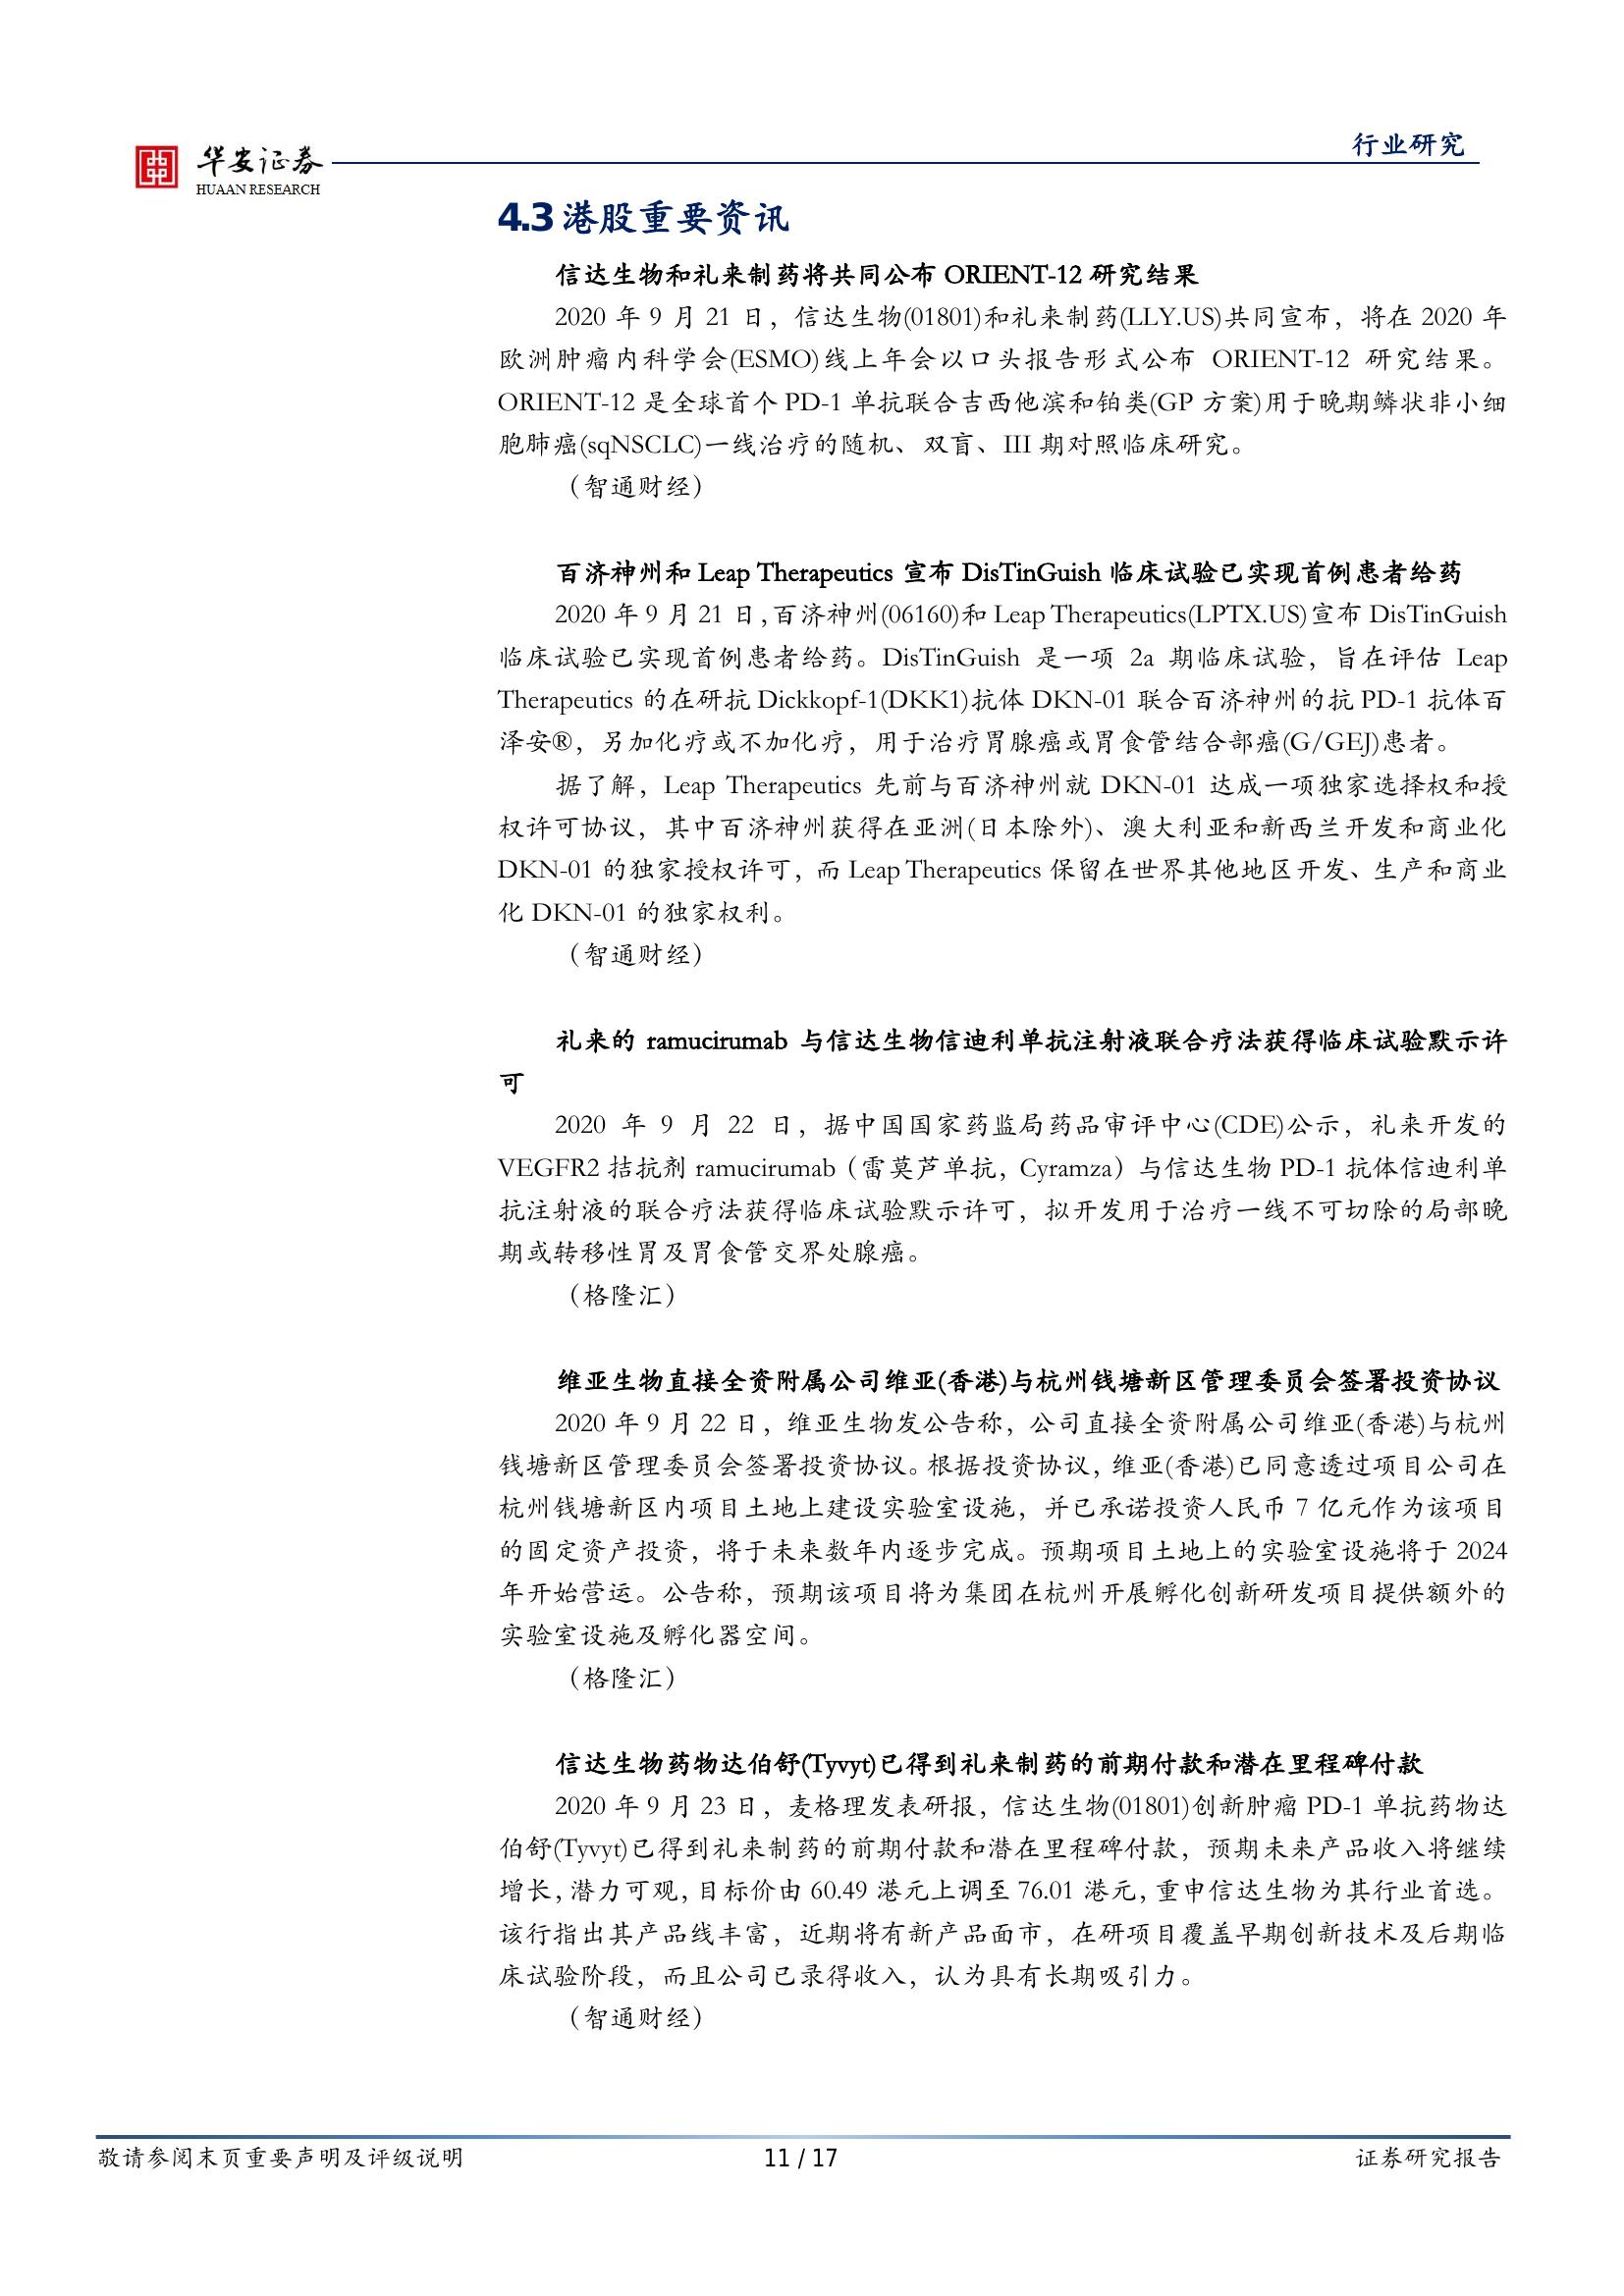 华安证券
HUAAN RESEARCH
行业研究
4.3 港股重要资讯
信达生物和礼来制药将共同公布 ORIENT-12 研究结果
2020 年 9 月 21 日，信达生物(01801)和礼来制药(LLY.US)共同宣布，将在 2020 年
欧洲肿瘤内科学会(ESMO)线上年会以口头报告形式公布 ORIENT-12 研究结果。
ORIENT-12 是全球首个 PD-1 单抗联合吉西他滨和铂类(GP 方案)用于晚期鳞状非小细
胞肺癌(sqNSCLC)一线治疗的随机、双盲、III 期对照临床研究。
（智通财经）
百济神州和 Leap Therapeutics 宣布 DisTinGuish 临床试验已实现首例患者给药
2020 年 9 月 21 日，百济神州(06160)和 Leap Therapeutics(LPTX.US)宣布 DisTinGuish
临床试验已实现首例患者给药。DisTinGuish 是一项 2a 期临床试验，旨在评估 Leap
Therapeutics 的在研抗 Dickkopf-1(DKK1)抗体 DKN-01 联合百济神州的抗 PD-1 抗体百
泽安®，另加化疗或不加化疗，用于治疗胃腺癌或胃食管结合部癌(G/GEJ)患者。
据了解，Leap Therapeutics 先前与百济神州就 DKN-01 达成一项独家选择权和授
权许可协议，其中百济神州获得在亚洲(日本除外)、澳大利亚和新西兰开发和商业化
DKN-01 的独家授权许可，而 Leap Therapeutics 保留在世界其他地区开发、生产和商业
化 DKN-01 的独家权利。
（智通财经）
礼来的 ramucirumab 与信达生物信迪利单抗注射液联合疗法获得临床试验默示许
可
2020 年 9 月 22 日，据中国国家药监局药品审评中心(CDE)公示，礼来开发的
VEGFR2 拮抗剂 ramucirumab（雷莫芦单抗，Cyramza）与信达生物 PD-1 抗体信迪利单
抗注射液的联合疗法获得临床试验默示许可，拟开发用于治疗一线不可切除的局部晚
期或转移性胃及胃食管交界处腺癌。
（格隆汇）
维亚生物直接全资附属公司维亚(香港)与杭州钱塘新区管理委员会签署投资协议
2020 年 9 月 22 日，维亚生物发公告称，公司直接全资附属公司维亚(香港)与杭州
钱塘新区管理委员会签署投资协议。根据投资协议，维亚(香港)已同意透过项目公司在
杭州钱塘新区内项目土地上建设实验室设施，并已承诺投资人民币 7 亿元作为该项目
的固定资产投资，将于未来数年内逐步完成。预期项目土地上的实验室设施将于 2024
年开始营运。公告称，预期该项目将为集团在杭州开展孵化创新研发项目提供额外的
实验室设施及孵化器空间。
（格隆汇）
信达生物药物达伯舒(Tyvyt)已得到礼来制药的前期付款和潜在里程碑付款
2020 年 9 月 23 日，麦格理发表研报，信达生物(01801)创新肿瘤 PD-1 单抗药物达
伯舒(Tyvyt)已得到礼来制药的前期付款和潜在里程碑付款，预期未来产品收入将继续
增长，潜力可观，目标价由 60.49 港元上调至 76.01 港元，重申信达生物为其行业首选。
该行指出其产品线丰富，近期将有新产品面市，在研项目覆盖早期创新技术及后期临
床试验阶段，而且公司已录得收入，认为具有长期吸引力。
（智通财经）
敬请参阅末页重要声明及评级说明
11 / 17
证券研究报告